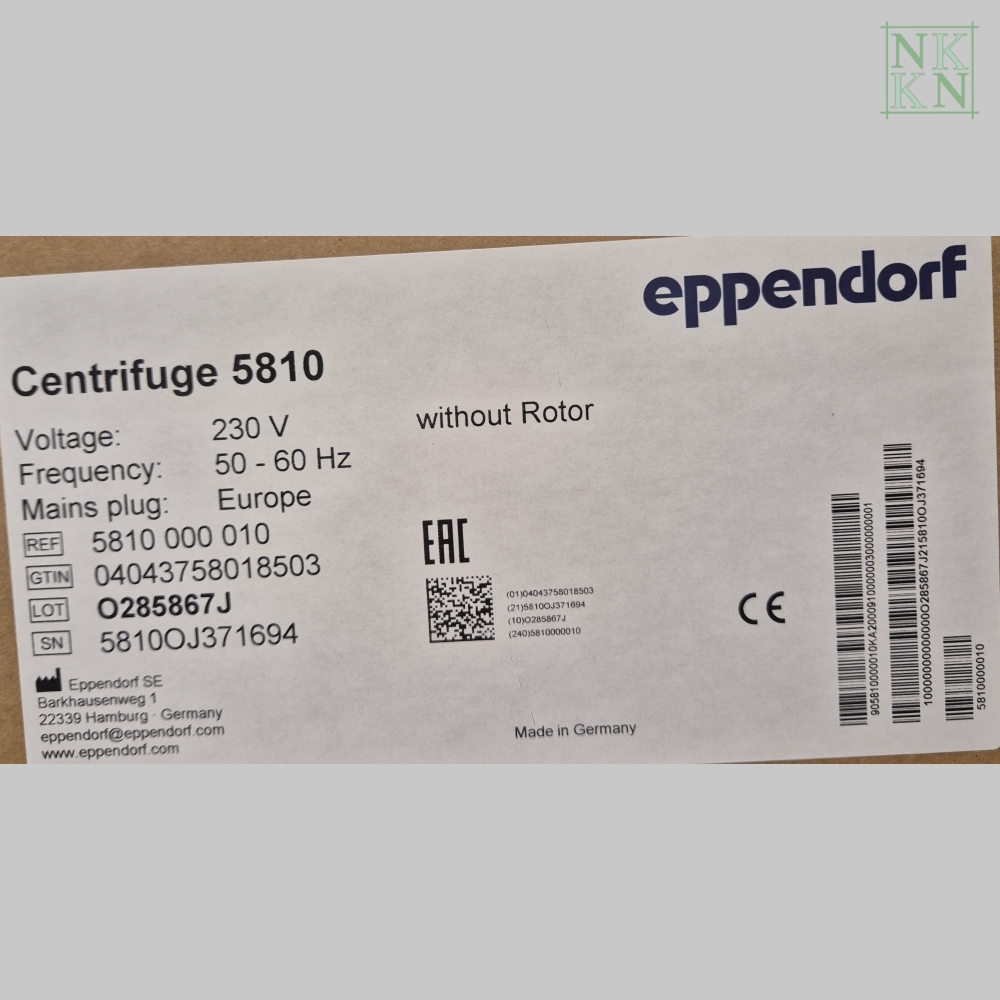 NK
KN
eppendorf
Centrifuge 5810
Voltage: 230 V
without Rotor
Frequency: 50 - 60 Hz
Mains plug: Europe
REF 5810 000 010
GTIN 04043758018503
LOT O285867J
SN 5810OJ371694
EAC
(01)04043758018503
(21)5810OJ371694
(10)O285867J
(240)5810000010
CE
Eppendorf SE
Barkhausenweg 1
22339 Hamburg · Germany
eppendorf@eppendorf.com
www.eppendorf.com
Made in Germany
5810000010